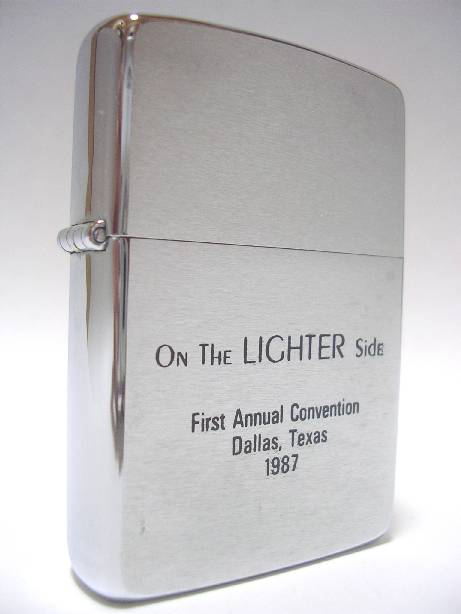 On The LIGHTER Side
First Annual Convention
Dallas, Texas
1987